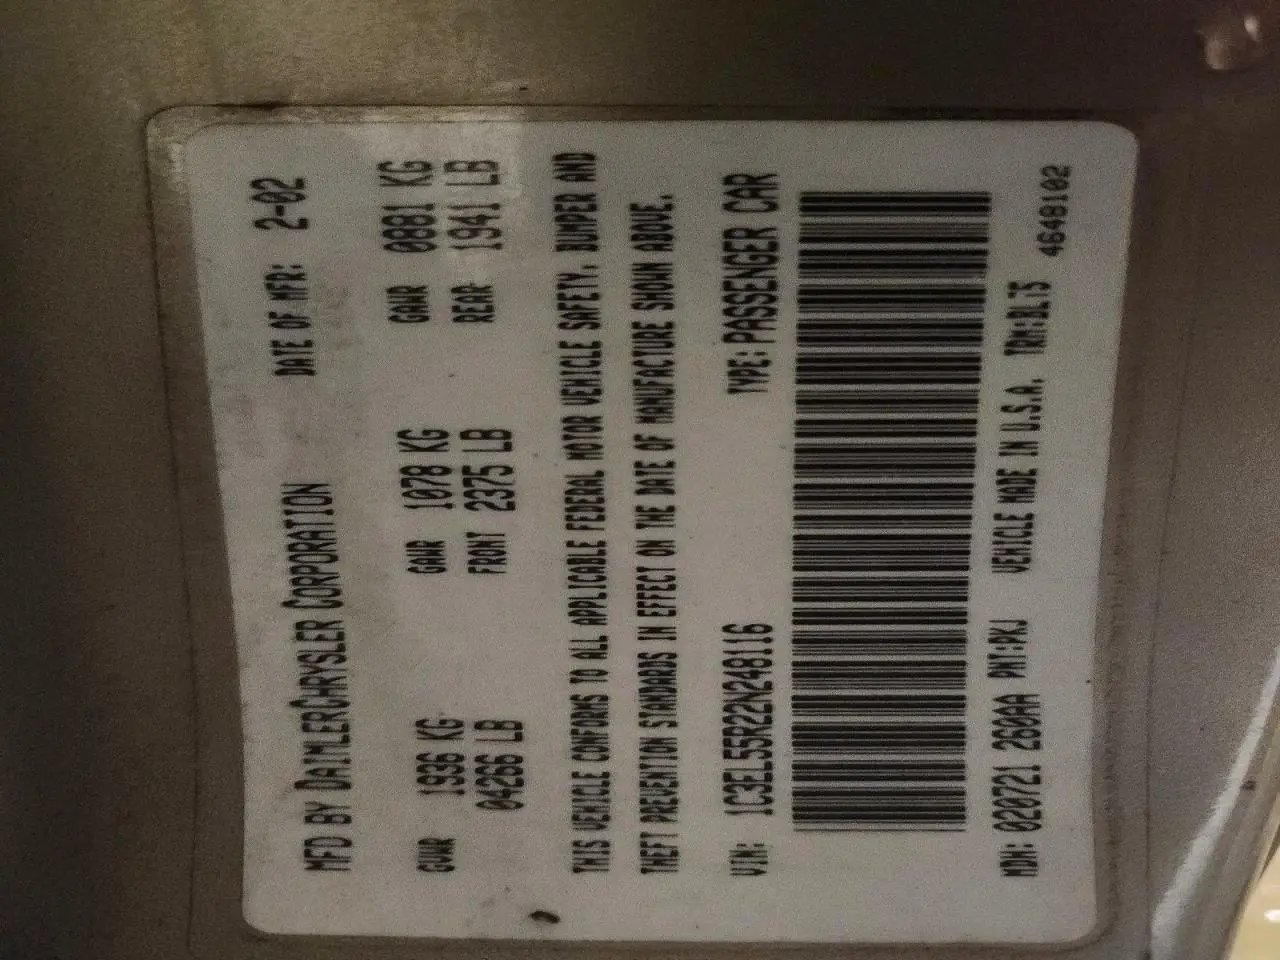 MFD BY DAIMLERCHRYSLER CORPORATION DATE OF MFR: 2-02
GVWR 1936 KG GAWR 1078 KG GAWR 0881 KG
04266 LB FRONT 2375 LB REAR 1941 LB
THIS VEHICLE CONFORMS TO ALL APPLICABLE FEDERAL MOTOR VEHICLE SAFETY, BUMPER AND
THEFT PREVENTION STANDARDS IN EFFECT ON THE DATE OF MANUFACTURE SHOWN ABOVE.
VIN: 1C3EL55R22N248116 TYPE: PASSENGER CAR
MDH: 020721 260AA PNT:PKJ VEHICLE MADE IN U.S.A. TRM:BLT5
4648102